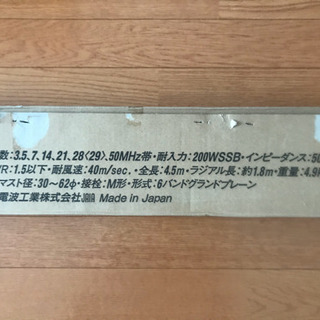 数:3.5、7、14、21、28〈29〉、50MHz帯・耐入力:200WSSB・インピーダンス:50
R:1.5以下・耐風速:40m/sec.・全長:4.5m・ラジアル長:約1.8m・重量:4.9k
マスト径:30〜62φ・接栓:M形・形式:6バンドグランドプレーン
電波工業株式会社 Made in Japan